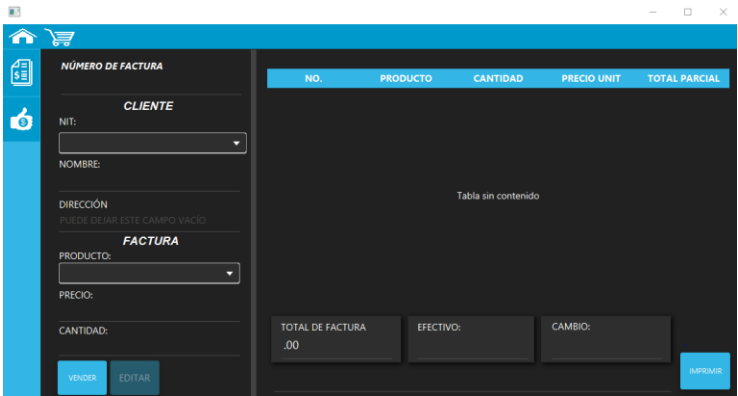 NÚMERO DE FACTURA
CLIENTE
NIT:
NOMBRE:
DIRECCIÓN
PUEDE DEJAR ESTE CAMPO VACÍO
FACTURA
PRODUCTO:
PRECIO:
CANTIDAD:
VENDER EDITAR
NO. PRODUCTO CANTIDAD PRECIO UNIT TOTAL PARCIAL
Tabla sin contenido
TOTAL DE FACTURA EFECTIVO: CAMBIO:
.00
IMPRIMIR